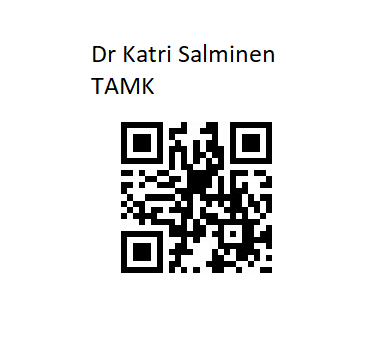 Dr Katri Salminen
TAMK